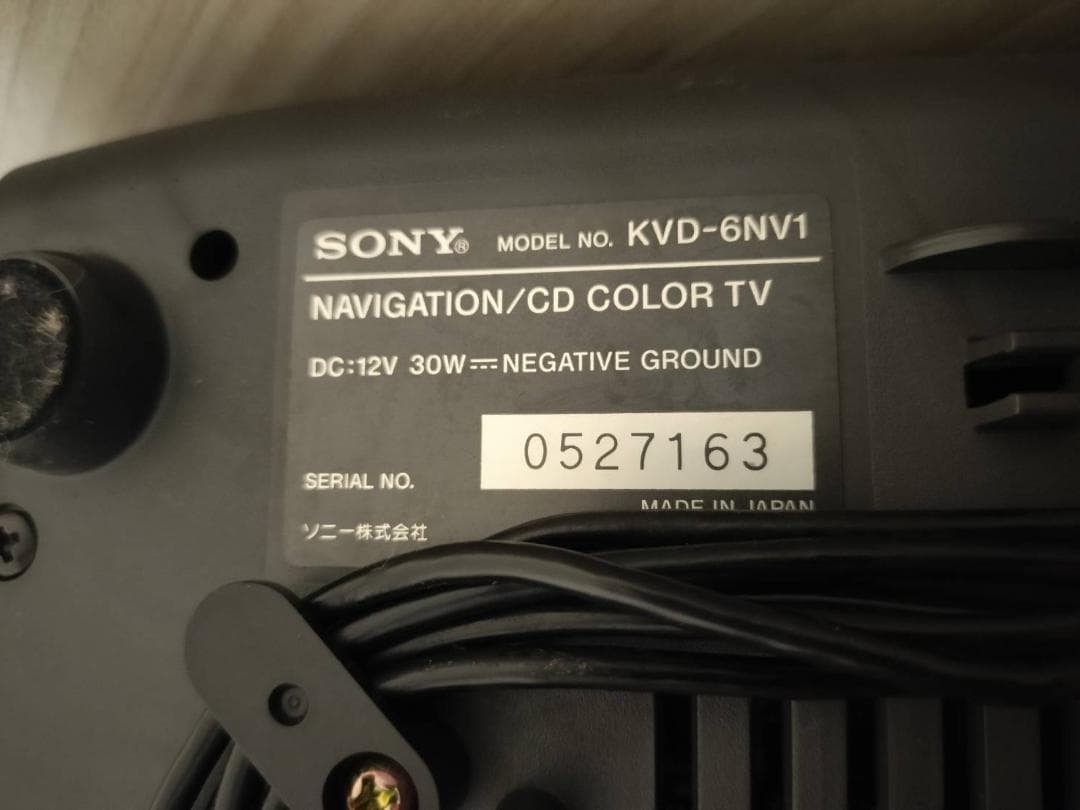 SONY® MODEL NO. KVD-6NV1
NAVIGATION/CD COLOR TV
DC:12V 30W⎓NEGATIVE GROUND
SERIAL NO. 0527163
MADE IN JAPAN
ソニー株式会社